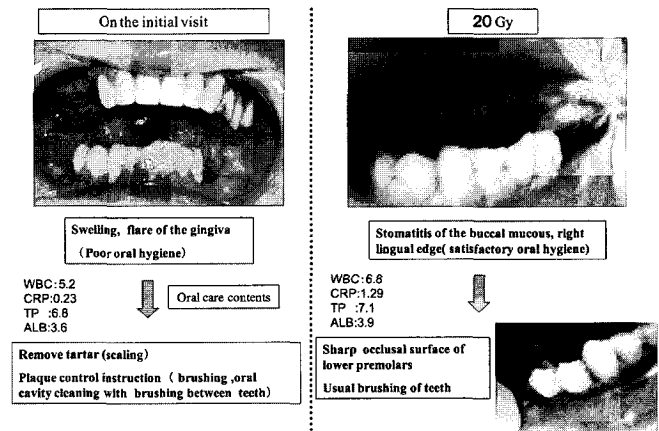 On the initial visit
Swelling, flare of the gingiva
(Poor oral hygiene)
WBC:5.2
CRP:0.23
TP :6.8
ALB:3.6
Oral care contents
Remove tartar (scaling)
Plaque control instruction ( brushing ,oral
cavity cleaning with brushing between teeth)
20 Gy
Stomatitis of the buccal mucous, right
lingual edge( satisfactory oral hygiene)
WBC:6.8
CRP:1.29
TP :7.1
ALB:3.9
Sharp occlusal surface of
lower premolars
Usual brushing of teeth